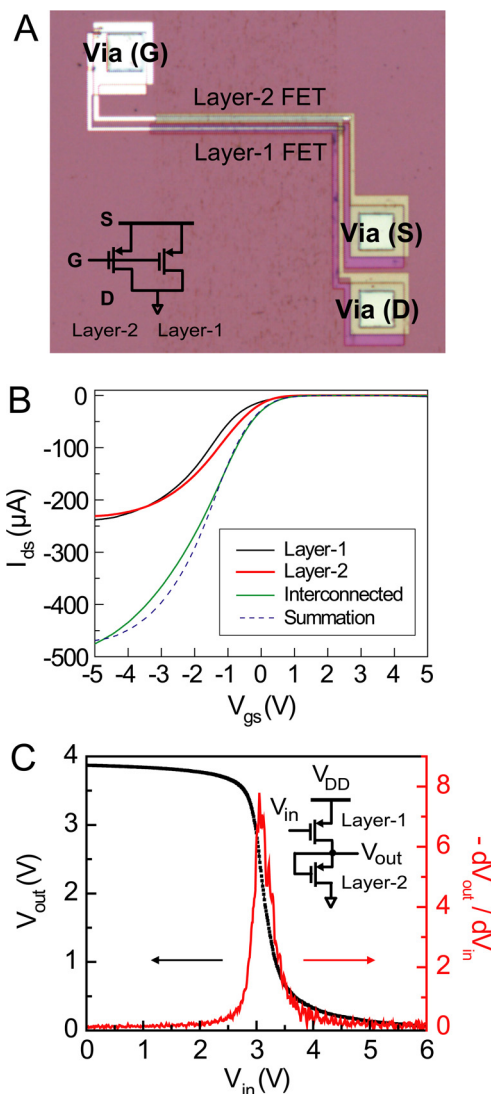 A
Via (G)
Layer-2 FET
Layer-1 FET
S
G
D
Layer-2 Layer-1
Via (S)
Via (D)
B
0
-100
-200
-300
-400
-500
I_ds (μA)
Layer-1
Layer-2
Interconnected
Summation
-5 -4 -3 -2 -1 0 1 2 3 4 5
V_gs (V)
C
4
3
2
1
0
V_out (V)
V_DD
V_in
Layer-1
V_out
Layer-2
8
6
4
2
0
- dV_out / dV_in
0 1 2 3 4 5 6
V_in (V)